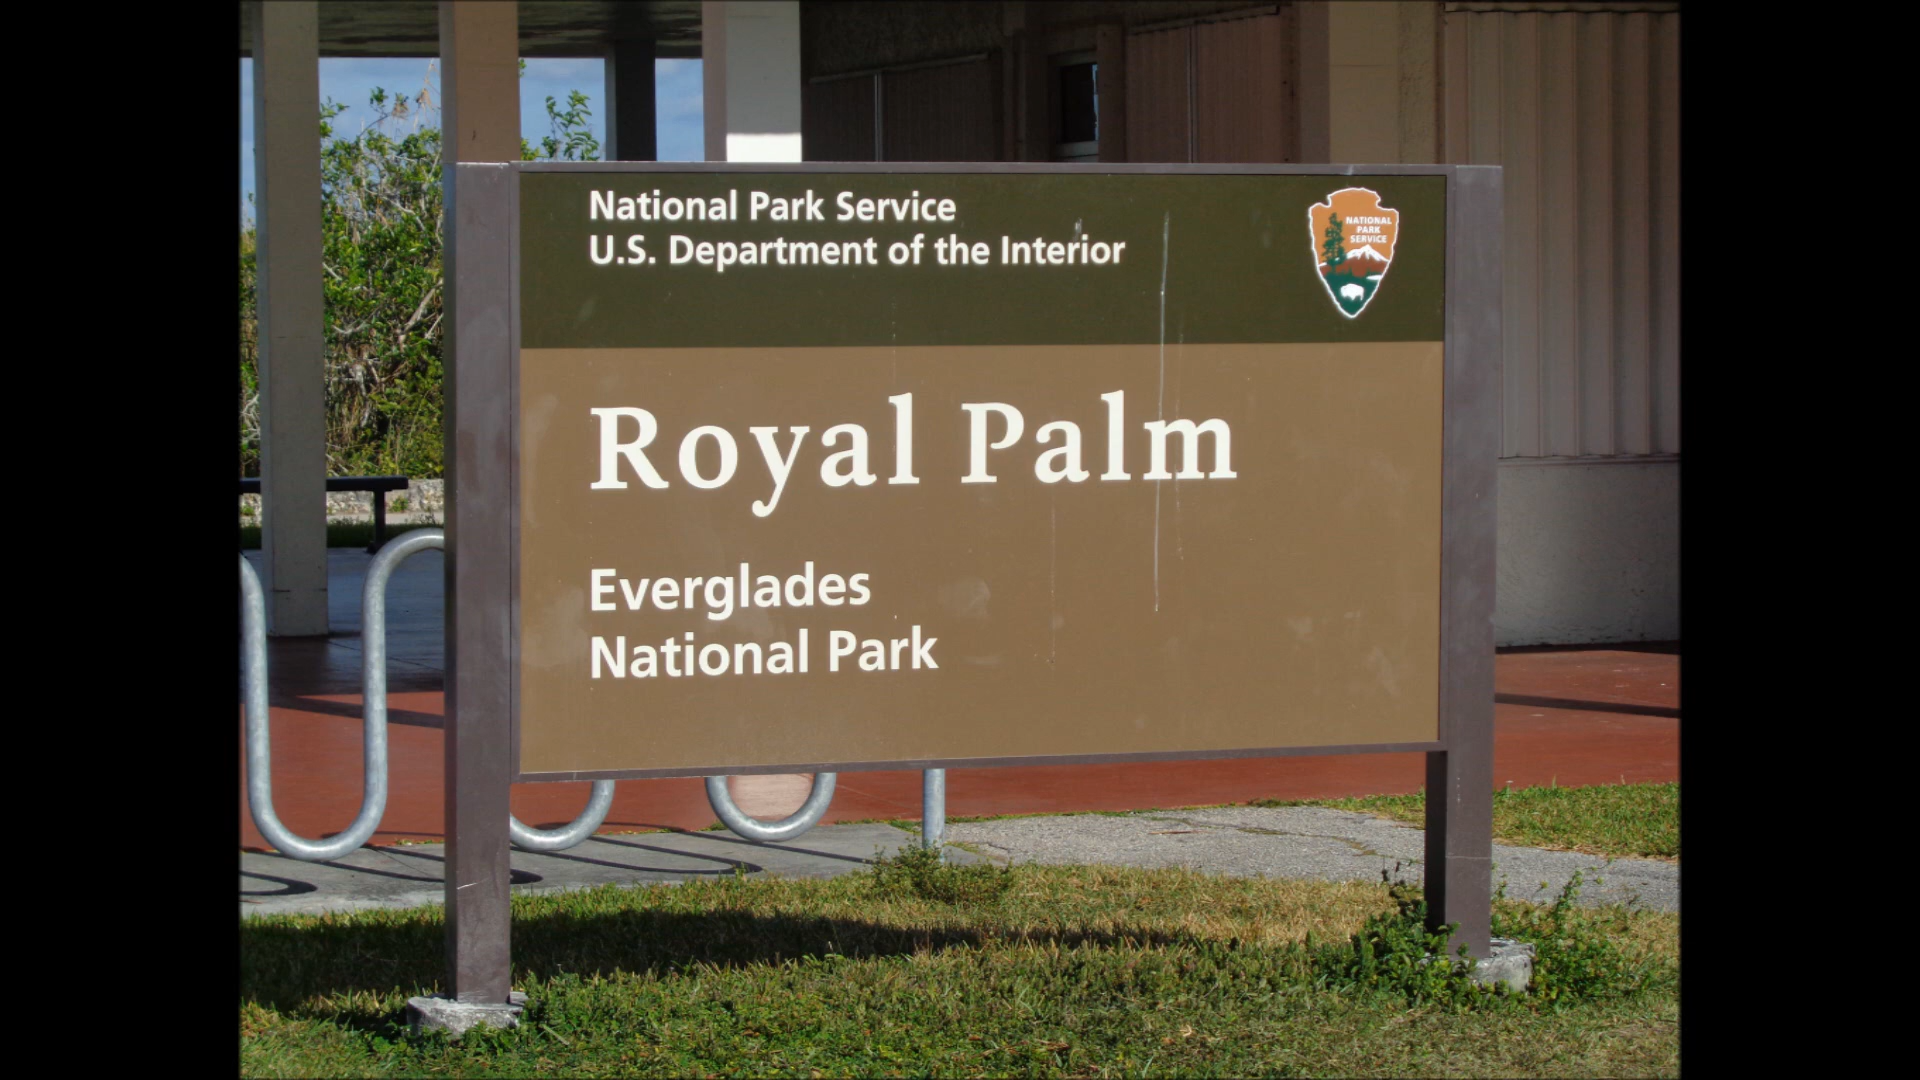 National Park Service
U.S. Department of the Interior
NATIONAL
PARK
SERVICE
Royal Palm
Everglades
National Park